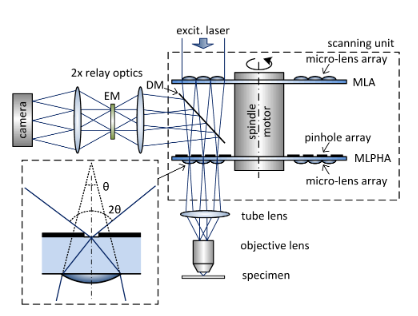 excit. laser
scanning unit
micro-lens array
2x relay optics
DM
EM
MLA
camera
spindle
motor
pinhole array
MLPHA
micro-lens array
θ
2θ
tube lens
objective lens
specimen